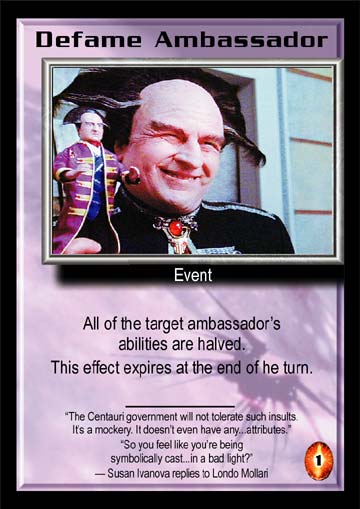 Defame Ambassador
Event
All of the target ambassador's
abilities are halved.
This effect expires at the end of he turn.
"The Centauri government will not tolerate such insults.
It's a mockery. It doesn't even have any...attributes."
"So you feel like you're being
symbolically cast...in a bad light?"
— Susan Ivanova replies to Londo Mollari
1